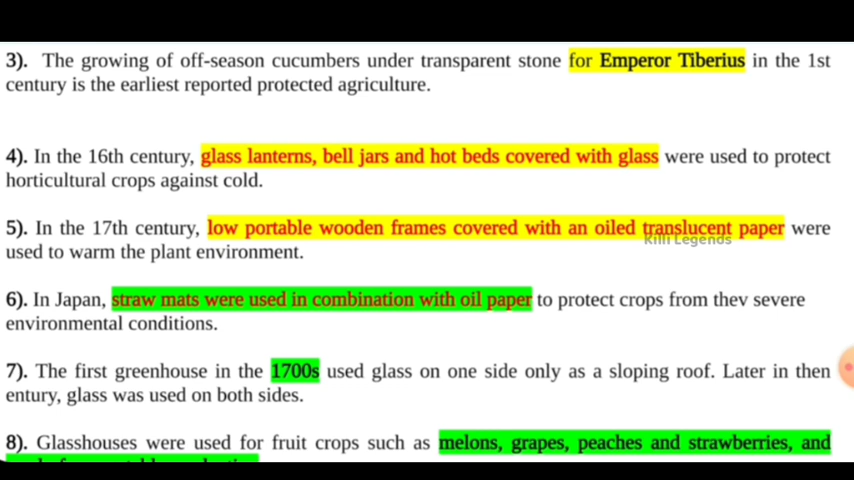 3). The growing of off-season cucumbers under transparent stone for Emperor Tiberius in the 1st
century is the earliest reported protected agriculture.
4). In the 16th century, glass lanterns, bell jars and hot beds covered with glass were used to protect
horticultural crops against cold.
5). In the 17th century, low portable wooden frames covered with an oiled translucent paper were
used to warm the plant environment.
Killi Legends
6). In Japan, straw mats were used in combination with oil paper to protect crops from thev severe
environmental conditions.
7). The first greenhouse in the 1700s used glass on one side only as a sloping roof. Later in then
entury, glass was used on both sides.
8). Glasshouses were used for fruit crops such as melons, grapes, peaches and strawberries, and